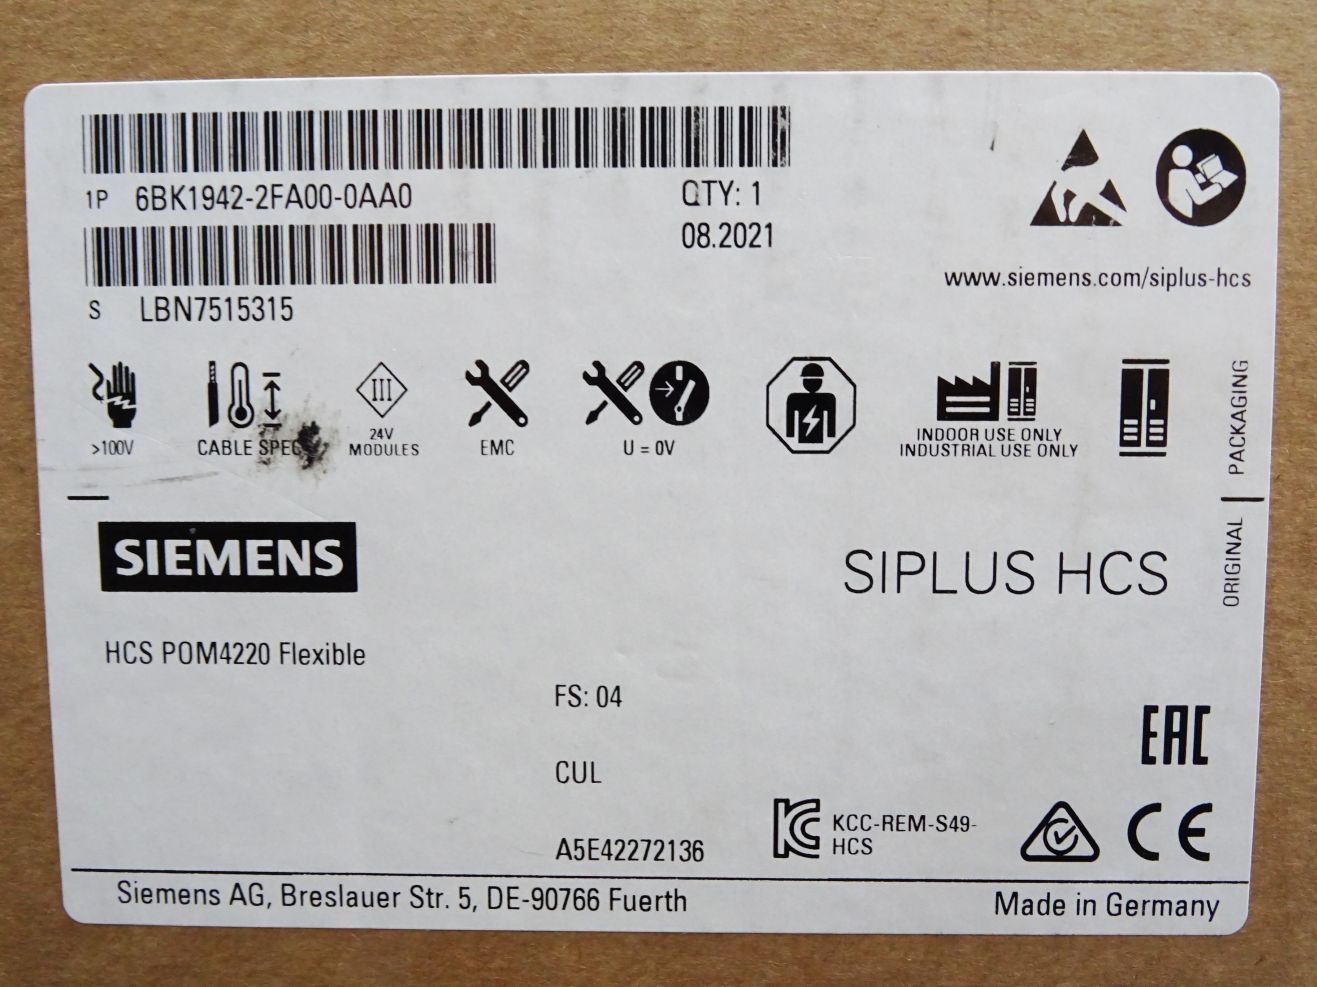 1P 6BK1942-2FA00-0AA0 QTY: 1
08.2021
S LBN7515315
www.siemens.com/siplus-hcs
>100V
CABLE SPEC
III
24V
MODULES
EMC
U = 0V
INDOOR USE ONLY
INDUSTRIAL USE ONLY
PACKAGING
ORIGINAL
SIEMENS
SIPLUS HCS
HCS POM4220 Flexible
FS: 04
EAC
CUL
KCC-REM-S49-
HCS
CE
A5E42272136
Siemens AG, Breslauer Str. 5, DE-90766 Fuerth
Made in Germany